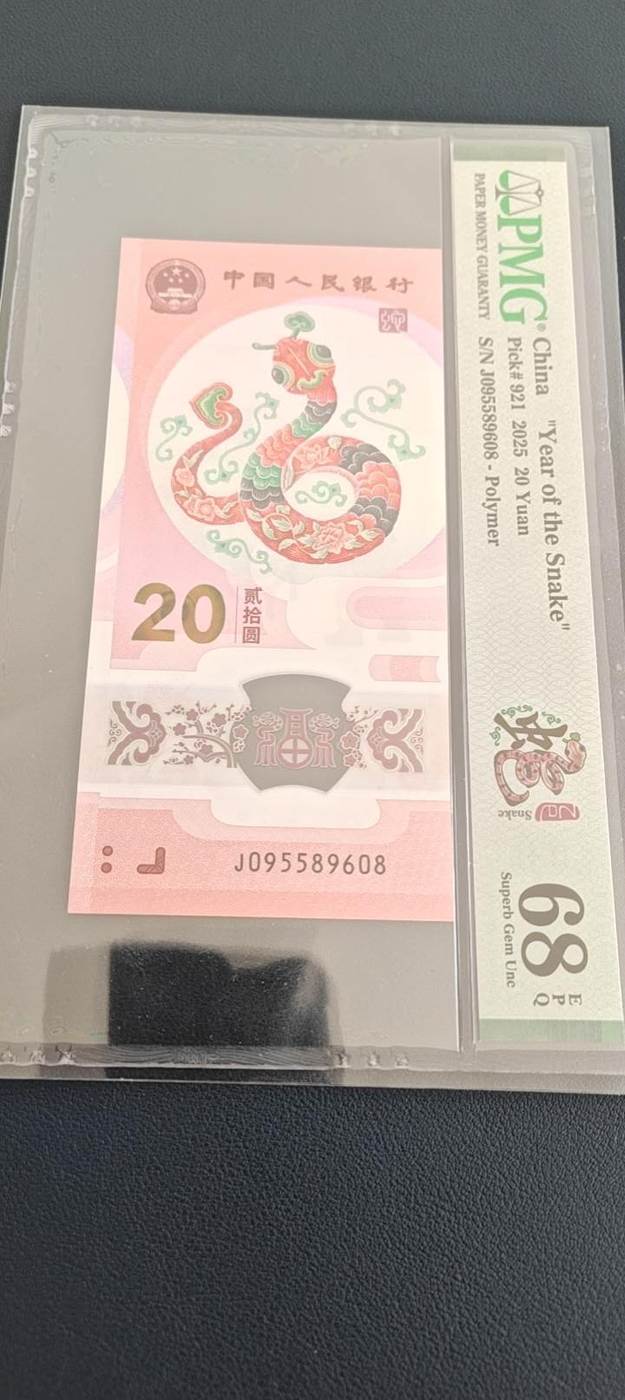 中国人民银行
20
贰拾圆
J095589608
PMG®
PAPER MONEY GUARANTY
China "Year of the Snake"
Pick# 921 2025 20 Yuan
S/N J095589608 - Polymer
Snake
68 EPQ
Superb Gem Unc